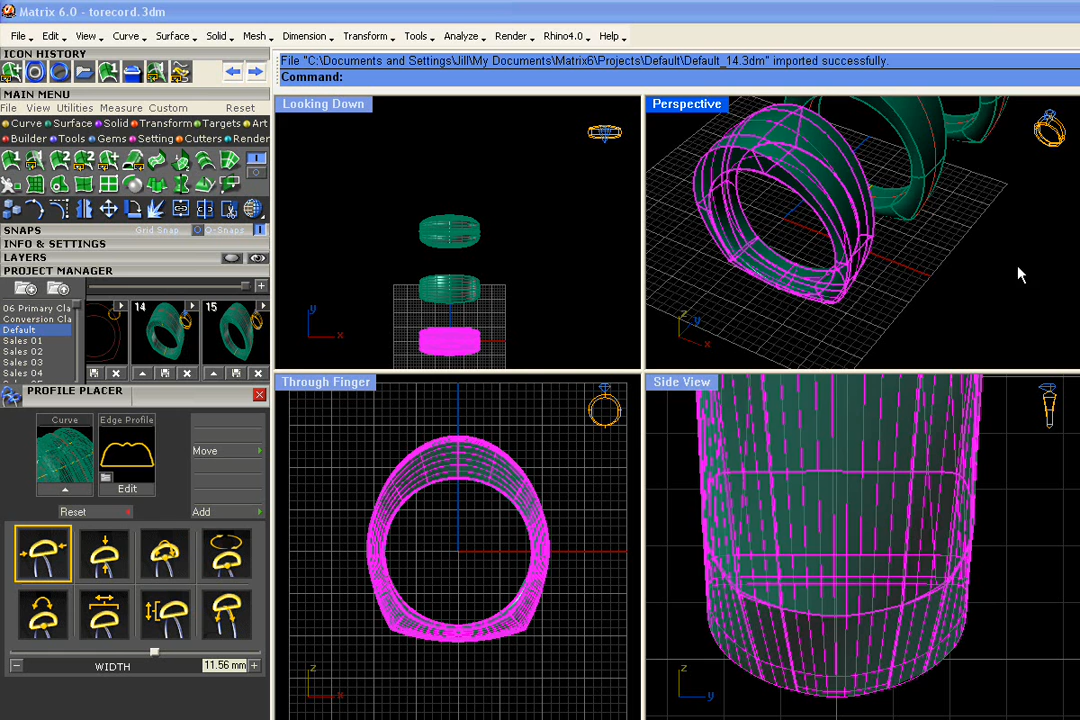 Matrix 6.0 - torecord.3dm
File Edit View Curve Surface Solid Mesh Dimension Transform Tools Analyze Render Rhino4.0 Help
ICON HISTORY
File "C:\Documents and Settings\Jill\My Documents\Matrix6\Projects\Default\Default_14.3dm" imported successfully.
Command:
MAIN MENU
File View Utilities Measure Custom Reset
Curve Surface Solid Transform Targets Art
Builder Tools Gems Setting Cutters Render
SNAPS Grid Snap O-Snaps
INFO & SETTINGS
LAYERS
PROJECT MANAGER
06 Primary Cla
Conversion Cla
Default
Sales 01
Sales 02
Sales 03
Sales 04
14
15
PROFILE PLACER
Curve
Edge Profile
Edit
Move
Reset
Add
WIDTH
11.56 mm
Looking Down
y
x
Perspective
z
x
Through Finger
z
x
Side View
z
y